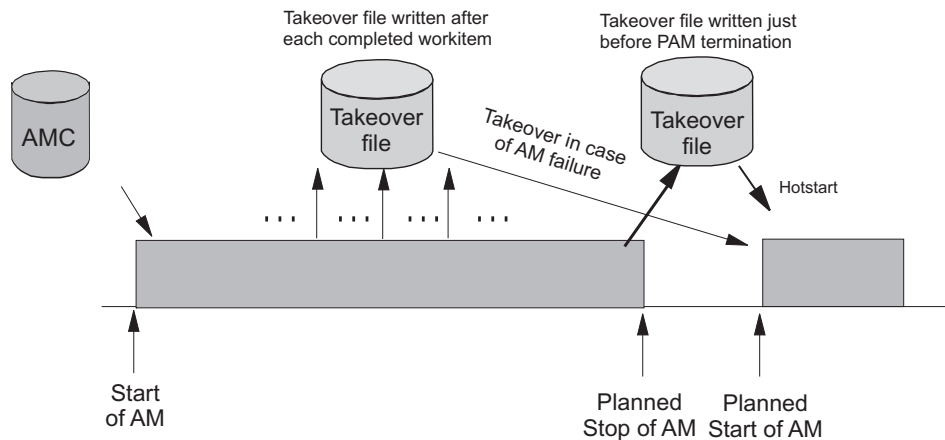 Takeover file written after
each completed workitem
Takeover file written just
before PAM termination
AMC
Takeover
file
Takeover in case
of AM failure
Takeover
file
Hotstart
. . .
. . .
. . .
. . .
Start
of AM
Planned
Stop of AM
Planned
Start of AM